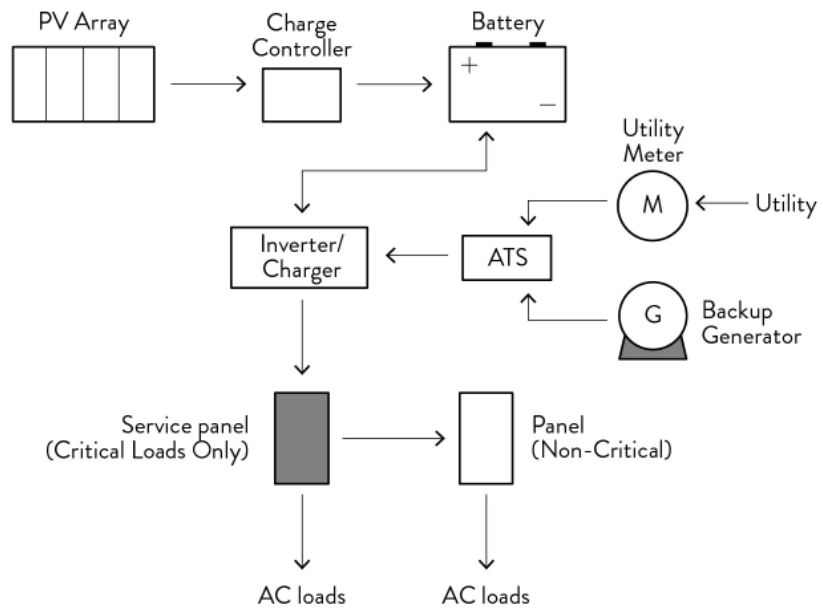 PV Array
Charge
Controller
Battery
+
–
Utility
Meter
M
Utility
Inverter/
Charger
ATS
G
Backup
Generator
Service panel
(Critical Loads Only)
Panel
(Non-Critical)
AC loads
AC loads